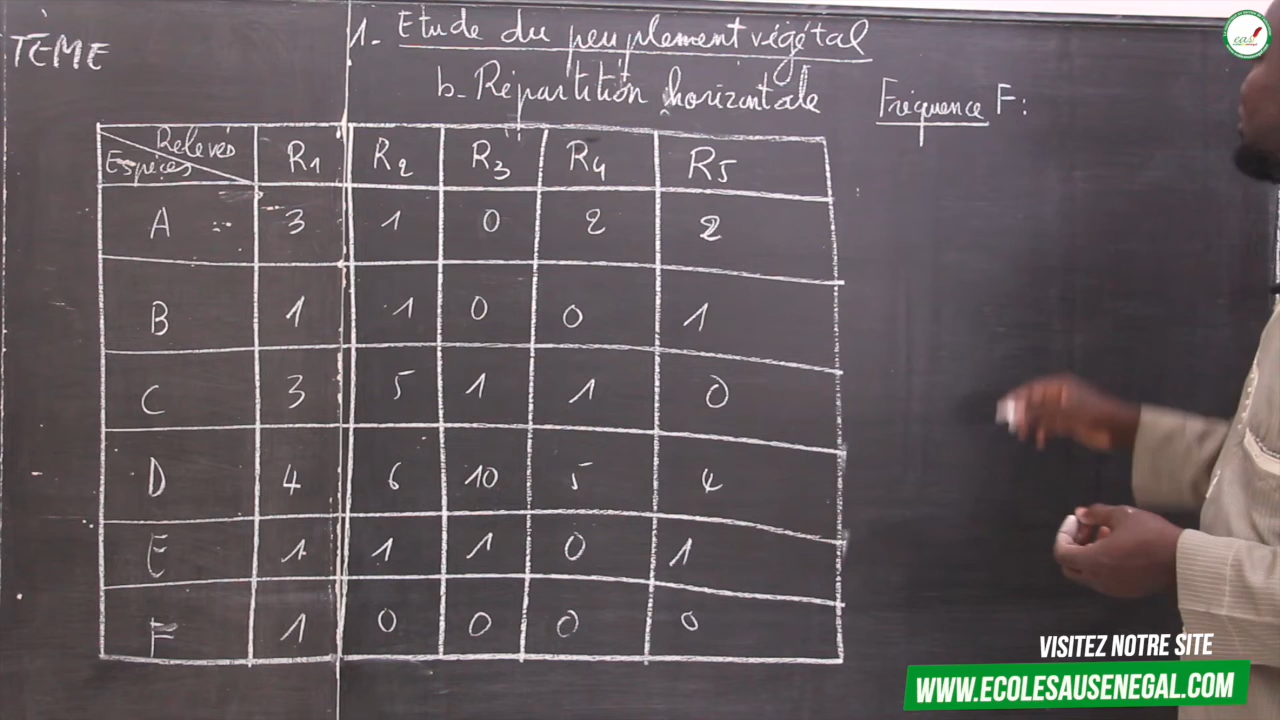 TÈME
1. Etude du peuplement végétal
b. Répartition horizontale
Fréquence F:
Relevés
Espèces
R1 R2 R3 R4 R5
A 3 1 0 2 2
B 1 1 0 0 1
C 3 5 1 1 0
D 4 6 10 5 4
E 1 1 1 0 1
F 1 0 0 0 0
eas
VISITEZ NOTRE SITE
WWW.ECOLESAUSENEGAL.COM